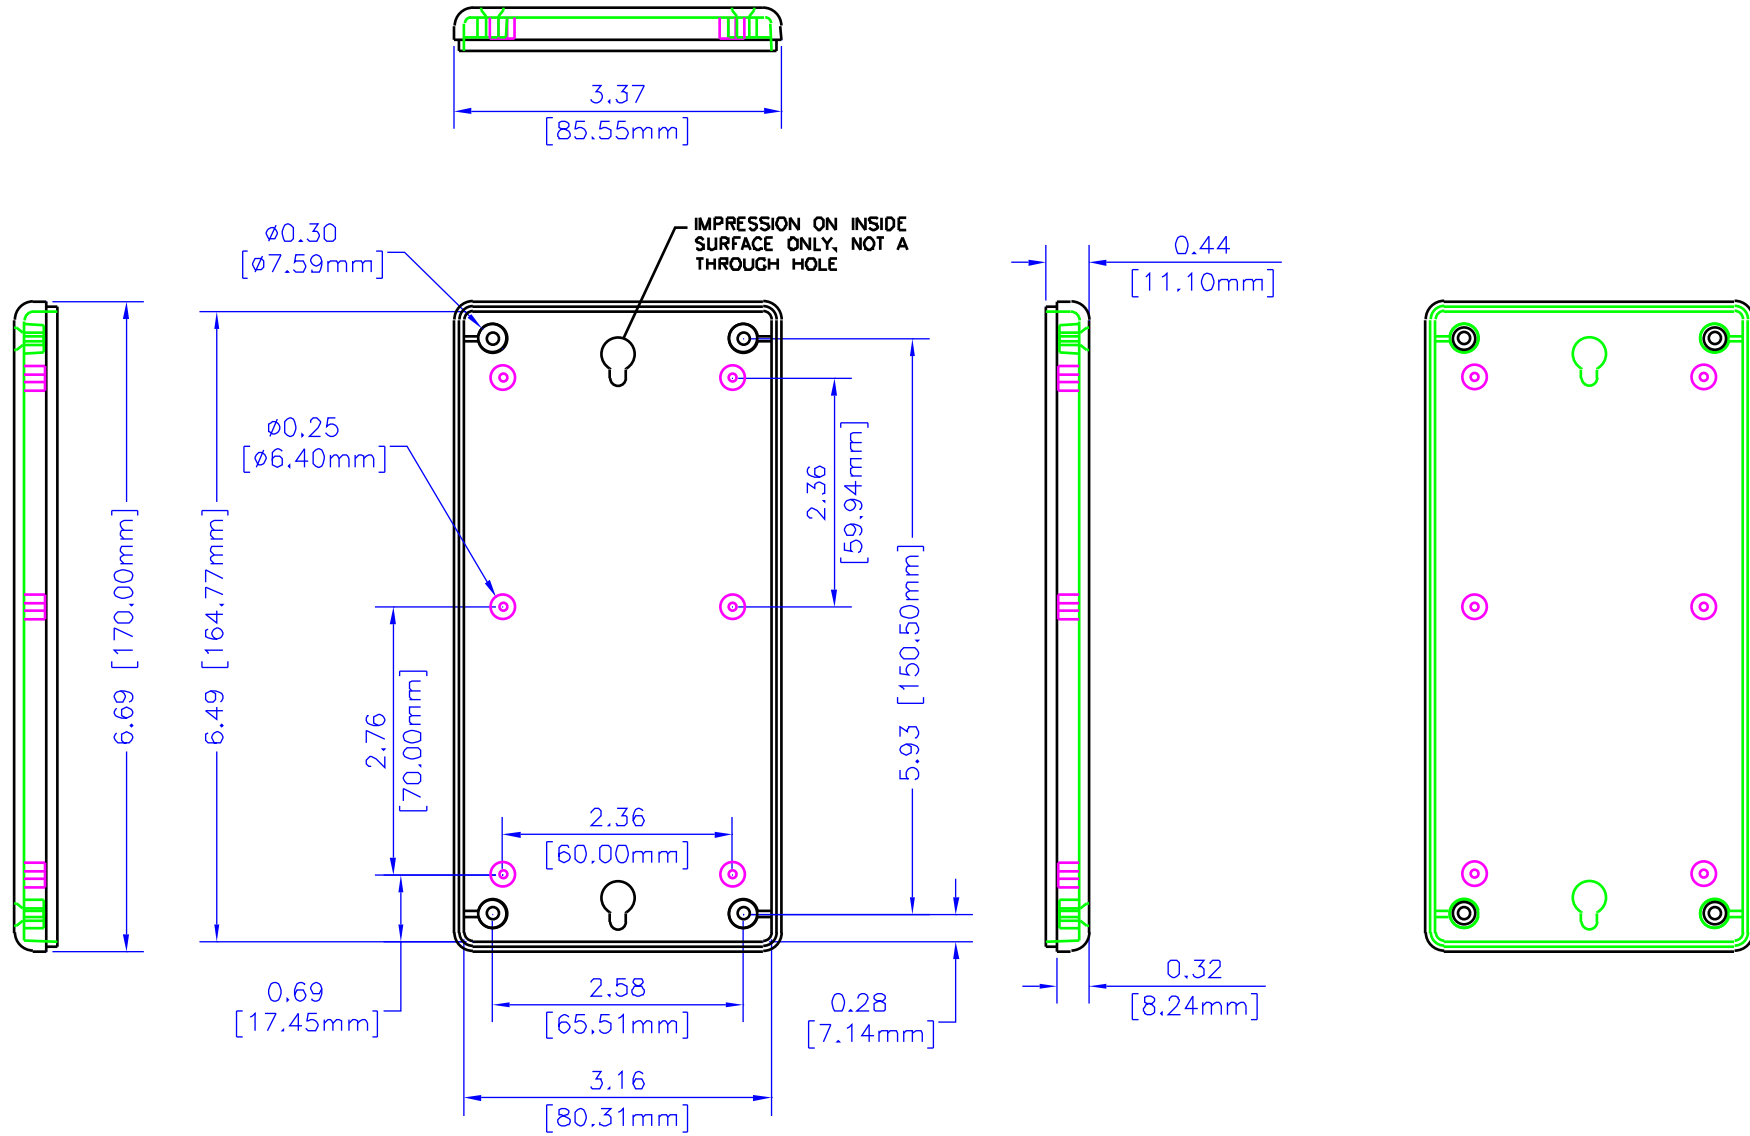 3.37
[85.55mm]
IMPRESSION ON INSIDE
SURFACE ONLY, NOT A
THROUGH HOLE
ø0.30
[ø7.59mm]
0.44
[11.10mm]
ø0.25
[ø6.40mm]
2.36
[59.94mm]
6.69 [170.00mm]
6.49 [164.77mm]
5.93 [150.50mm]
2.76
[70.00mm]
2.36
[60.00mm]
0.69
[17.45mm]
2.58
[65.51mm]
0.28
[7.14mm]
0.32
[8.24mm]
3.16
[80.31mm]